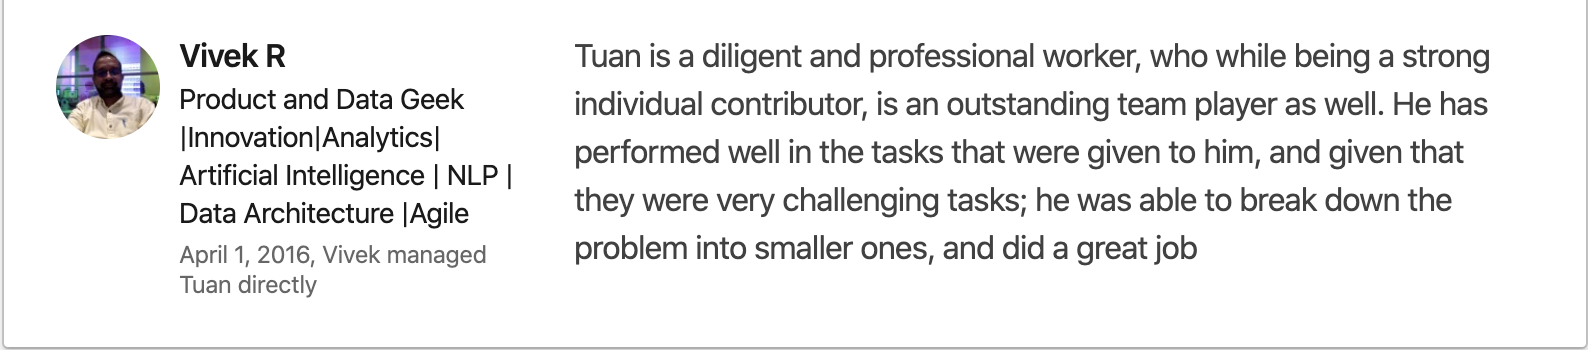 Vivek R
Product and Data Geek
|Innovation|Analytics|
Artificial Intelligence | NLP |
Data Architecture |Agile
April 1, 2016, Vivek managed
Tuan directly
Tuan is a diligent and professional worker, who while being a strong
individual contributor, is an outstanding team player as well. He has
performed well in the tasks that were given to him, and given that
they were very challenging tasks; he was able to break down the
problem into smaller ones, and did a great job